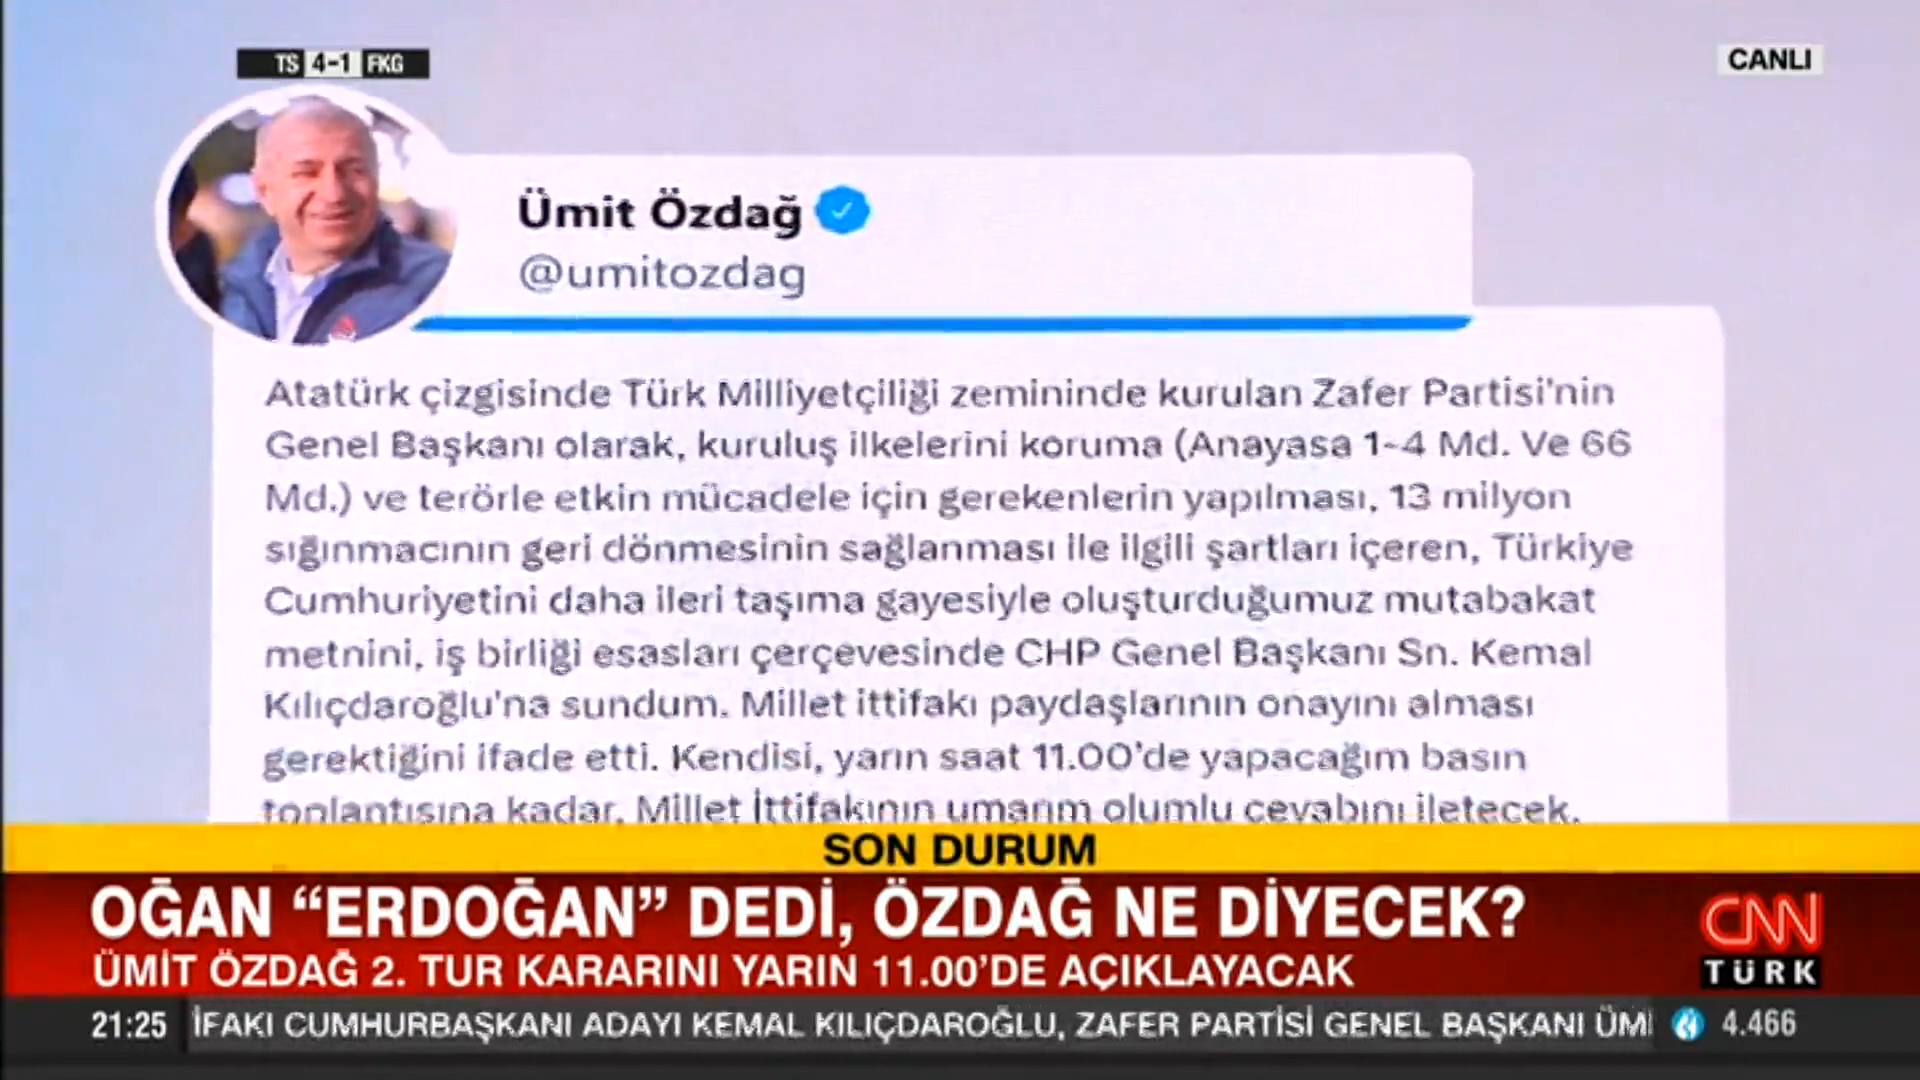 TS 4-1 FKG
CANLI
Ümit Özdağ
@umitozdag
Atatürk çizgisinde Türk Milliyetçiliği zemininde kurulan Zafer Partisi'nin
Genel Başkanı olarak, kuruluş ilkelerini koruma (Anayasa 1-4 Md. Ve 66
Md.) ve terörle etkin mücadele için gerekenlerin yapılması, 13 milyon
sığınmacının geri dönmesinin sağlanması ile ilgili şartları içeren, Türkiye
Cumhuriyetini daha ileri taşıma gayesiyle oluşturduğumuz mutabakat
metnini, iş birliği esasları çerçevesinde CHP Genel Başkanı Sn. Kemal
Kılıçdaroğlu'na sundum. Millet ittifakı paydaşlarının onayını alması
gerektiğini ifade etti. Kendisi, yarın saat 11.00'de yapacağım basın
toplantısına kadar, Millet İttifakının umarım olumlu cevabını iletecek.
SON DURUM
OĞAN “ERDOĞAN” DEDİ, ÖZDAĞ NE DİYECEK?
ÜMİT ÖZDAĞ 2. TUR KARARINI YARIN 11.00’DE AÇIKLAYACAK
CNN
TÜRK
21:25 İFAKI CUMHURBAŞKANI ADAYI KEMAL KILIÇDAROĞLU, ZAFER PARTİSİ GENEL BAŞKANI ÜMİ 4.466